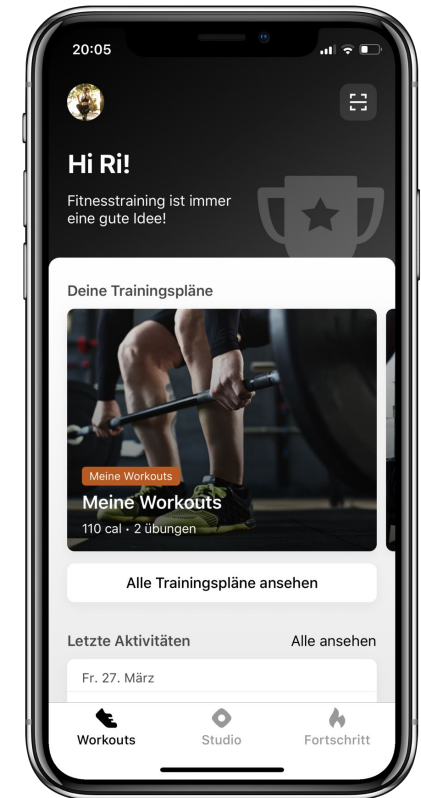 20:05
Hi Ri!
Fitnesstraining ist immer
eine gute Idee!
Deine Trainingspläne
Meine Workouts
Meine Workouts
110 cal • 2 übungen
Alle Trainingspläne ansehen
Letzte Aktivitäten
Alle ansehen
Fr. 27. März
Workouts
Studio
Fortschritt